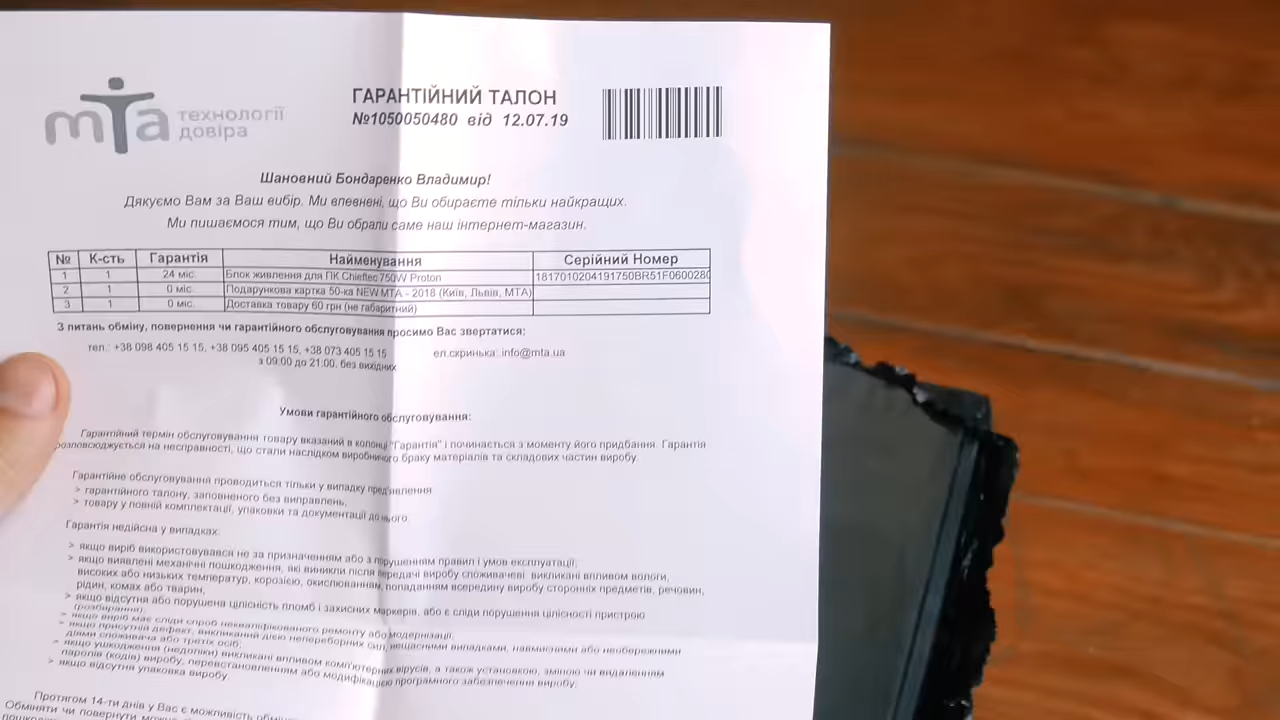 mTa технології
довіра
ГАРАНТІЙНИЙ ТАЛОН
№1050050480 від 12.07.19
Шановний Бондаренко Владимир!
Дякуємо Вам за Ваш вибір. Ми впевнені, що Ви обираєте тільки найкращих.
Ми пишаємося тим, що Ви обрали саме наш інтернет-магазин.
№ К-сть Гарантія Найменування Серійний Номер
1 1 24 міс. Блок живлення для ПК Chieftec 750W Proton 1817010204191750BR51F0600280
2 1 0 міс. Подарункова картка 50-ка NEW MTA - 2018 (Київ, Львів, МТА)
3 1 0 міс. Доставка товару 60 грн (не габаритний)
З питань обміну, повернення чи гарантійного обслуговування просимо Вас звертатися:
тел.: +38 098 405 15 15, +38 095 405 15 15, +38 073 405 15 15 ел.скринька: info@mta.ua
з 09:00 до 21:00, без вихідних
Умови гарантійного обслуговування:
Гарантійний термін обслуговування товару вказаний в колонці "Гарантія" і починається з моменту його придбання. Гарантія
розповсюджується на несправності, що стали наслідком виробничого браку матеріалів та складових частин виробу.
Гарантійне обслуговування проводиться тільки у випадку пред'явлення
> гарантійного талону, заповненого без виправлень,
> товару у повній комплектації, упаковки та документації до нього
Гарантія недійсна у випадках:
> якщо виріб використовувався не за призначенням або з порушенням правил і умов експлуатації;
> якщо виявлені механічні пошкодження, які виникли після передачі виробу споживачеві викликані впливом вологи,
високих або низьких температур, корозією, окислюванням, попаданням всередину виробу сторонніх предметів, речовин,
рідин, комах або тварин;
> якщо відсутня або порушена цілісність пломб і захисних маркерів, або є сліди порушення цілісності пристрою
(розбирання);
> якщо виріб має сліди спроб некваліфікованого ремонту або модернізації;
> якщо присутній дефект, викликаний дією непереборних сил, нещасними випадками, навмисними або необережними
діями споживача або третіх осіб;
> якщо ушкодження (недоліки) викликані впливом комп'ютерних вірусів, а також установкою, зміною чи видаленням
паролів (кодів) виробу, перевстановленням або модифікацією програмного забезпечення виробу;
> якщо відсутня упаковка виробу
Протягом 14-ти днів у Вас є можливість
Обміняти чи повернути